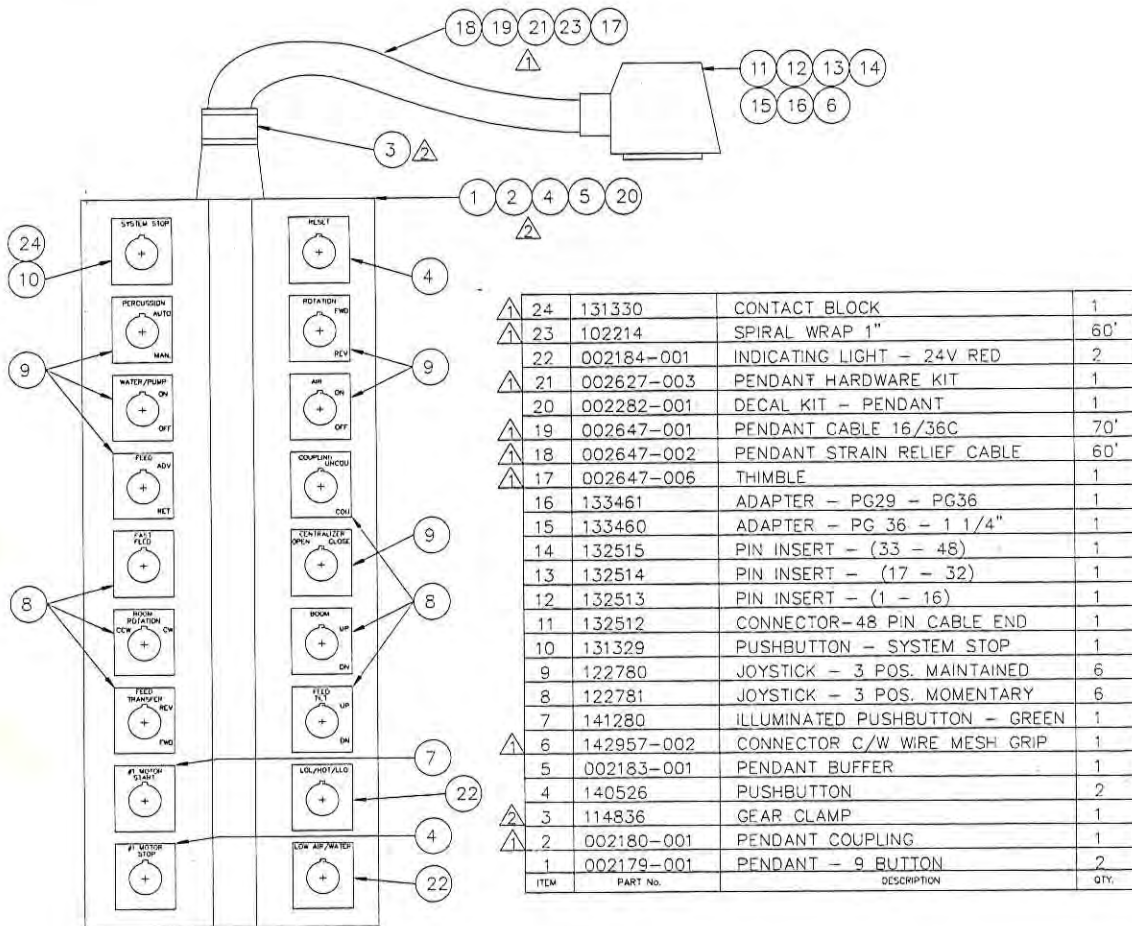 18 19 21 23 17
1
11 12 13 14
15 16 6
3 2
1 2 4 5 20
2
24
10
SYSTEM STOP
RESET
4
PERCUSSION
AUTO
MAN.
ROTATION
FWD
REV
9
9
WATER/PUMP
ON
OFF
AIR
ON
OFF
FEED
ADV
RET
COUPLING
UNCOU
COU
FAST
FEED
CENTRALIZER
OPEN CLOSE
9
8
8
BOOM
ROTATION
CCW CW
BOOM
UP
DN
FEED
TRANSFER
REV
FWD
FEED
TILT
UP
DN
7
#1 MOTOR
START
LOL/HOT/LLO
22
4
#1 MOTOR
STOP
LOW AIR/WATER
22
1 24 131330 CONTACT BLOCK 1
1 23 102214 SPIRAL WRAP 1" 60'
22 002184-001 INDICATING LIGHT - 24V RED 2
1 21 002627-003 PENDANT HARDWARE KIT 1
20 002282-001 DECAL KIT - PENDANT 1
1 19 002647-001 PENDANT CABLE 16/36C 70'
1 18 002647-002 PENDANT STRAIN RELIEF CABLE 60'
1 17 002647-006 THIMBLE 1
16 133461 ADAPTER - PG29 - PG36 1
15 133460 ADAPTER - PG 36 - 1 1/4" 1
14 132515 PIN INSERT - (33 - 48) 1
13 132514 PIN INSERT - (17 - 32) 1
12 132513 PIN INSERT - (1 - 16) 1
11 132512 CONNECTOR-48 PIN CABLE END 1
10 131329 PUSHBUTTON - SYSTEM STOP 1
9 122780 JOYSTICK - 3 POS. MAINTAINED 6
8 122781 JOYSTICK - 3 POS. MOMENTARY 6
7 141280 ILLUMINATED PUSHBUTTON - GREEN 1
1 6 142957-002 CONNECTOR C/W WIRE MESH GRIP 1
5 002183-001 PENDANT BUFFER 1
4 140526 PUSHBUTTON 2
2 3 114836 GEAR CLAMP 1
1 2 002180-001 PENDANT COUPLING 1
1 002179-001 PENDANT - 9 BUTTON 2
ITEM PART No. DESCRIPTION QTY.